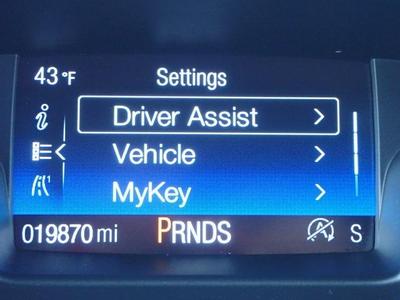 43 °F Settings
Driver Assist
Vehicle
MyKey
019870 mi PRNDS A S